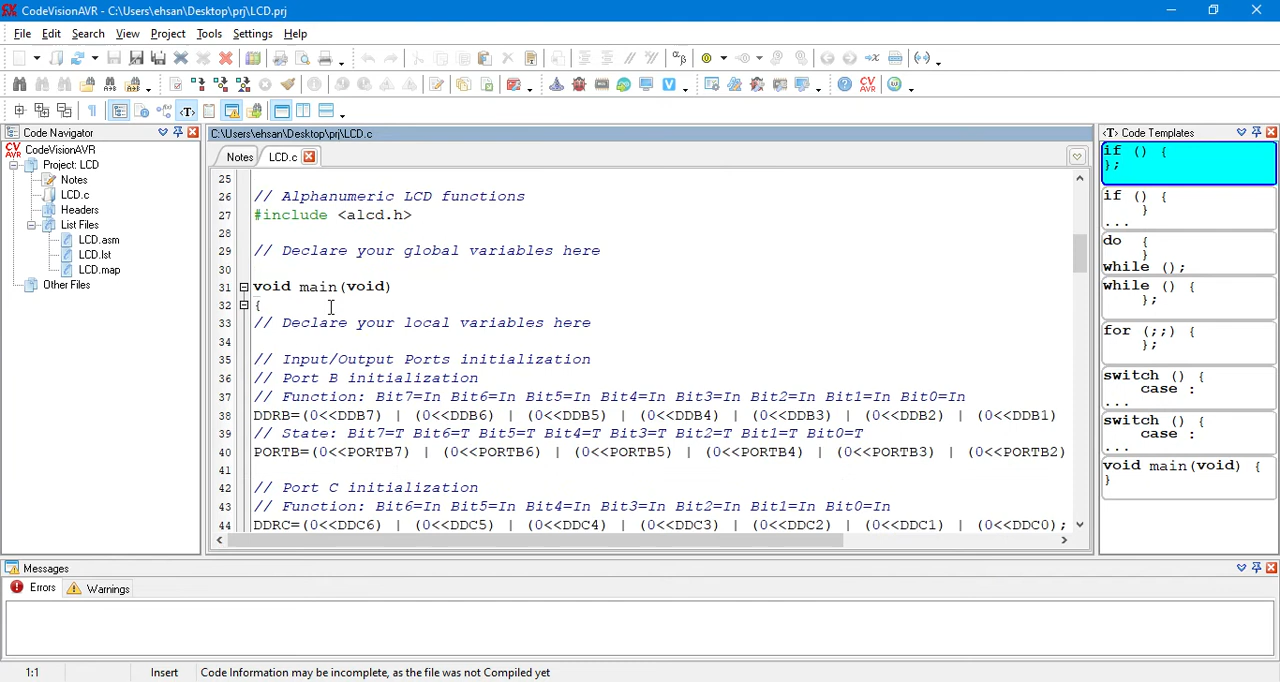 CodeVisionAVR - C:\Users\ehsan\Desktop\prj\LCD.prj
File Edit Search View Project Tools Settings Help
Code Navigator
CodeVisionAVR
Project: LCD
Notes
LCD.c
Headers
List Files
LCD.asm
LCD.lst
LCD.map
Other Files
C:\Users\ehsan\Desktop\prj\LCD.c
Notes LCD.c
25
26 // Alphanumeric LCD functions
27 #include <alcd.h>
28
29 // Declare your global variables here
30
31 void main(void)
32 {
33 // Declare your local variables here
34
35 // Input/Output Ports initialization
36 // Port B initialization
37 // Function: Bit7=In Bit6=In Bit5=In Bit4=In Bit3=In Bit2=In Bit1=In Bit0=In
38 DDRB=(0<<DDB7) | (0<<DDB6) | (0<<DDB5) | (0<<DDB4) | (0<<DDB3) | (0<<DDB2) | (0<<DDB1)
39 // State: Bit7=T Bit6=T Bit5=T Bit4=T Bit3=T Bit2=T Bit1=T Bit0=T
40 PORTB=(0<<PORTB7) | (0<<PORTB6) | (0<<PORTB5) | (0<<PORTB4) | (0<<PORTB3) | (0<<PORTB2)
41
42 // Port C initialization
43 // Function: Bit6=In Bit5=In Bit4=In Bit3=In Bit2=In Bit1=In Bit0=In
44 DDRC=(0<<DDC6) | (0<<DDC5) | (0<<DDC4) | (0<<DDC3) | (0<<DDC2) | (0<<DDC1) | (0<<DDC0);
Code Templates
if () {
};
if () {
}
...
do {
}
while ();
while () {
};
for (;;) {
};
switch () {
case :
...
switch () {
case :
...
void main(void) {
}
Messages
Errors Warnings
1:1 Insert Code Information may be incomplete, as the file was not Compiled yet